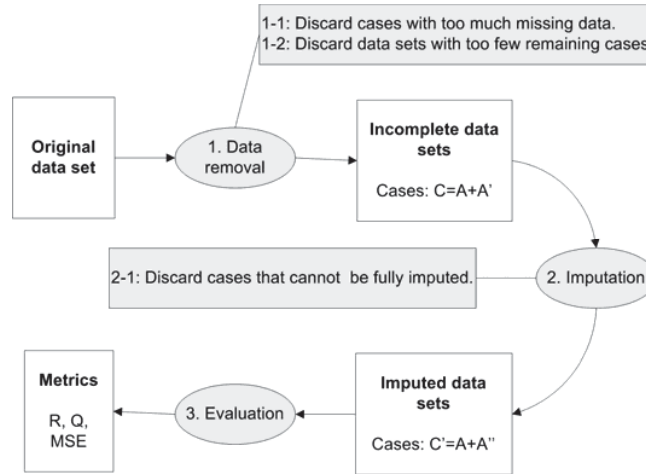 1-1: Discard cases with too much missing data.
1-2: Discard data sets with too few remaining cases
Original
data set
1. Data
removal
Incomplete data
sets
Cases: C=A+A'
2-1: Discard cases that cannot be fully imputed.
2. Imputation
Metrics
R, Q,
MSE
3. Evaluation
Imputed data
sets
Cases: C'=A+A''